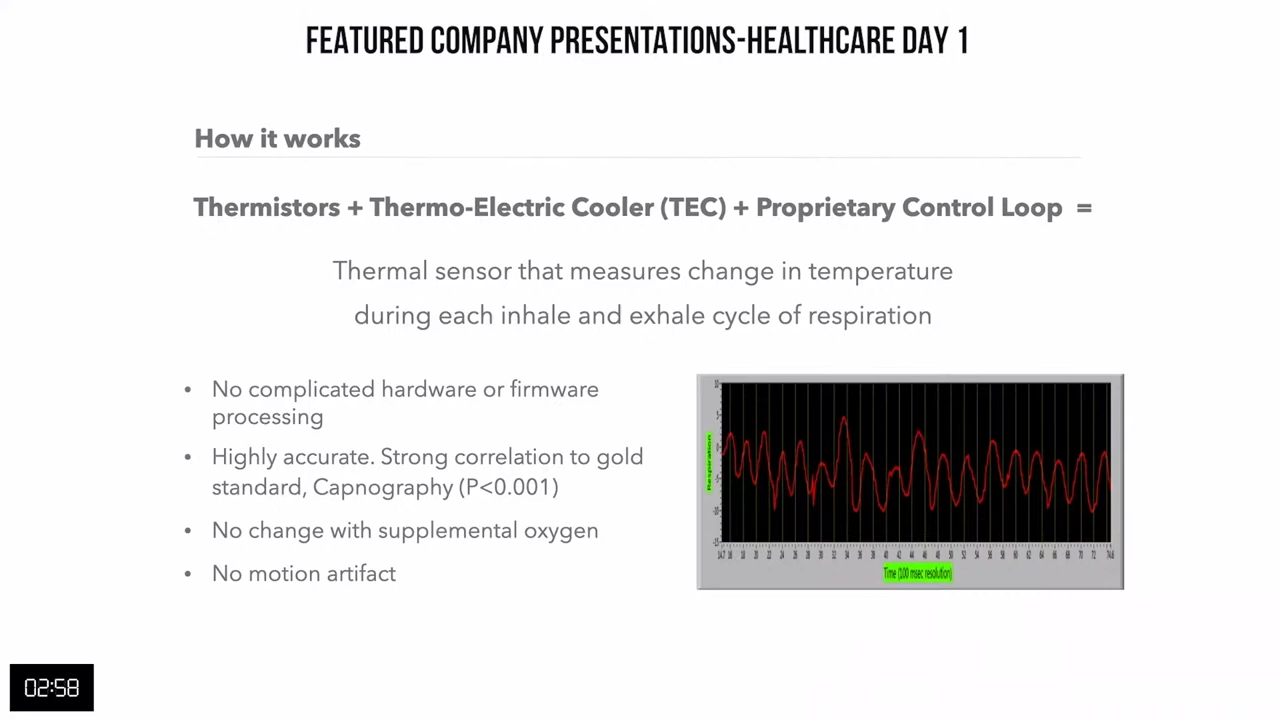 FEATURED COMPANY PRESENTATIONS-HEALTHCARE DAY 1
How it works
Thermistors + Thermo-Electric Cooler (TEC) + Proprietary Control Loop =
Thermal sensor that measures change in temperature
during each inhale and exhale cycle of respiration
• No complicated hardware or firmware
processing
• Highly accurate. Strong correlation to gold
standard, Capnography (P<0.001)
• No change with supplemental oxygen
• No motion artifact
Respiration
Time (100 msec resolution)
02:58